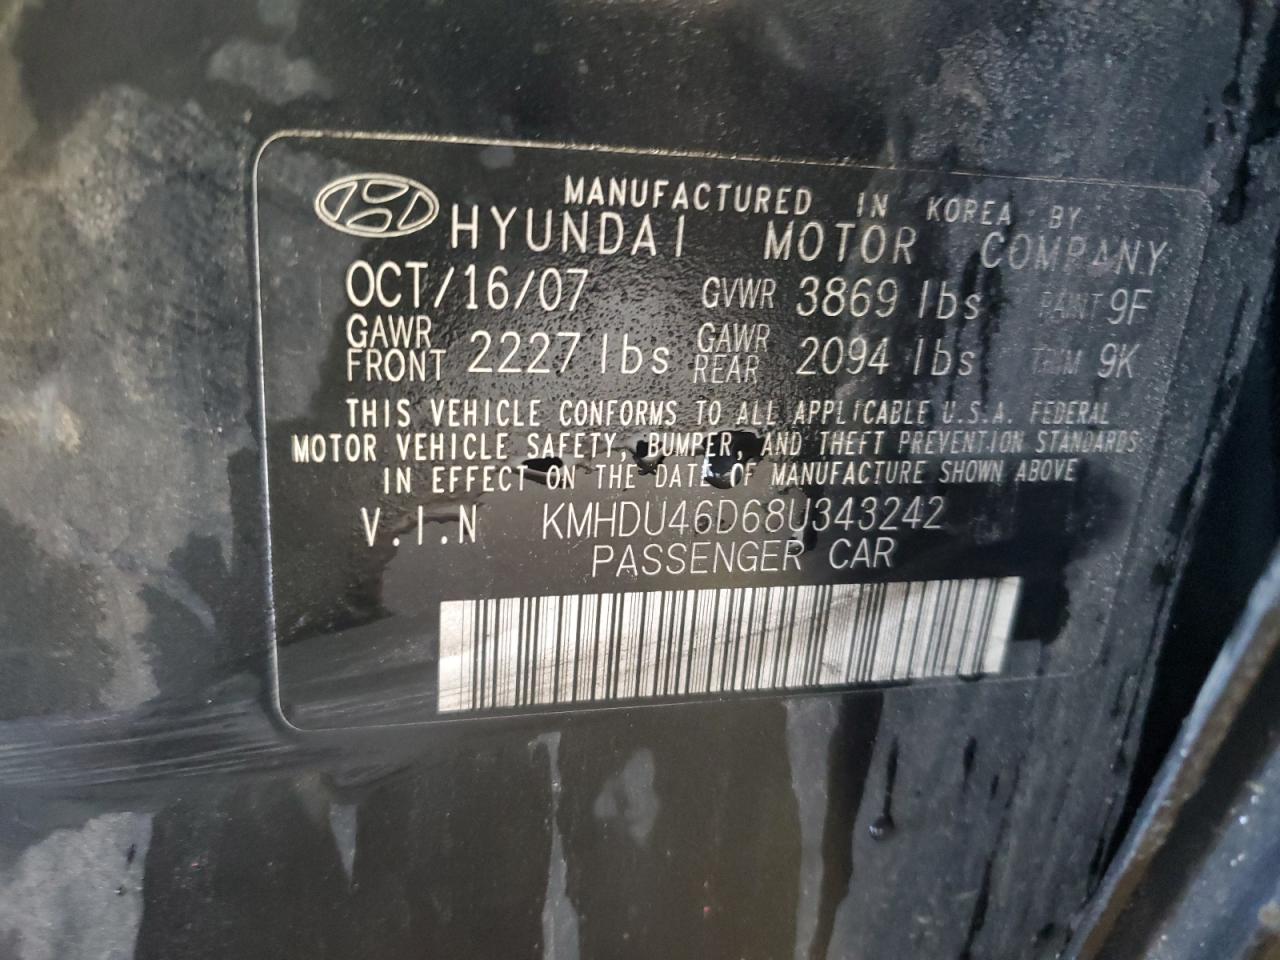 MANUFACTURED IN KOREA BY
HYUNDAI MOTOR COMPANY
OCT/16/07 GVWR 3869 lbs PAINT 9F
GAWR FRONT 2227 lbs GAWR REAR 2094 lbs TRIM 9K
THIS VEHICLE CONFORMS TO ALL APPLICABLE U.S.A. FEDERAL
MOTOR VEHICLE SAFETY, BUMPER, AND THEFT PREVENTION STANDARDS
IN EFFECT ON THE DATE OF MANUFACTURE SHOWN ABOVE
V.I.N KMHDU46D68U343242
PASSENGER CAR